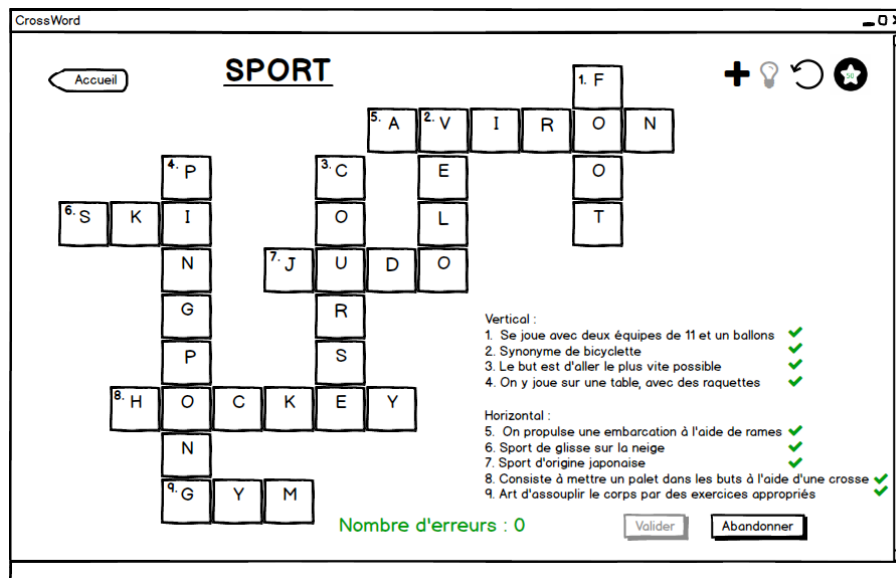 CrossWord
Accueil
SPORT
1. F
5. A 2. V I R O N
4. P 3. C E O
6. S K I O L T
N 7. J U D O
G R
P S
8. H O C K E Y
N
9. G Y M
Vertical :
1. Se joue avec deux équipes de 11 et un ballons
2. Synonyme de bicyclette
3. Le but est d'aller le plus vite possible
4. On y joue sur une table, avec des raquettes
Horizontal :
5. On propulse une embarcation à l'aide de rames
6. Sport de glisse sur la neige
7. Sport d'origine japonaise
8. Consiste à mettre un palet dans les buts à l'aide d'une crosse
9. Art d'assouplir le corps par des exercices appropriés
Nombre d'erreurs : 0
Valider
Abandonner